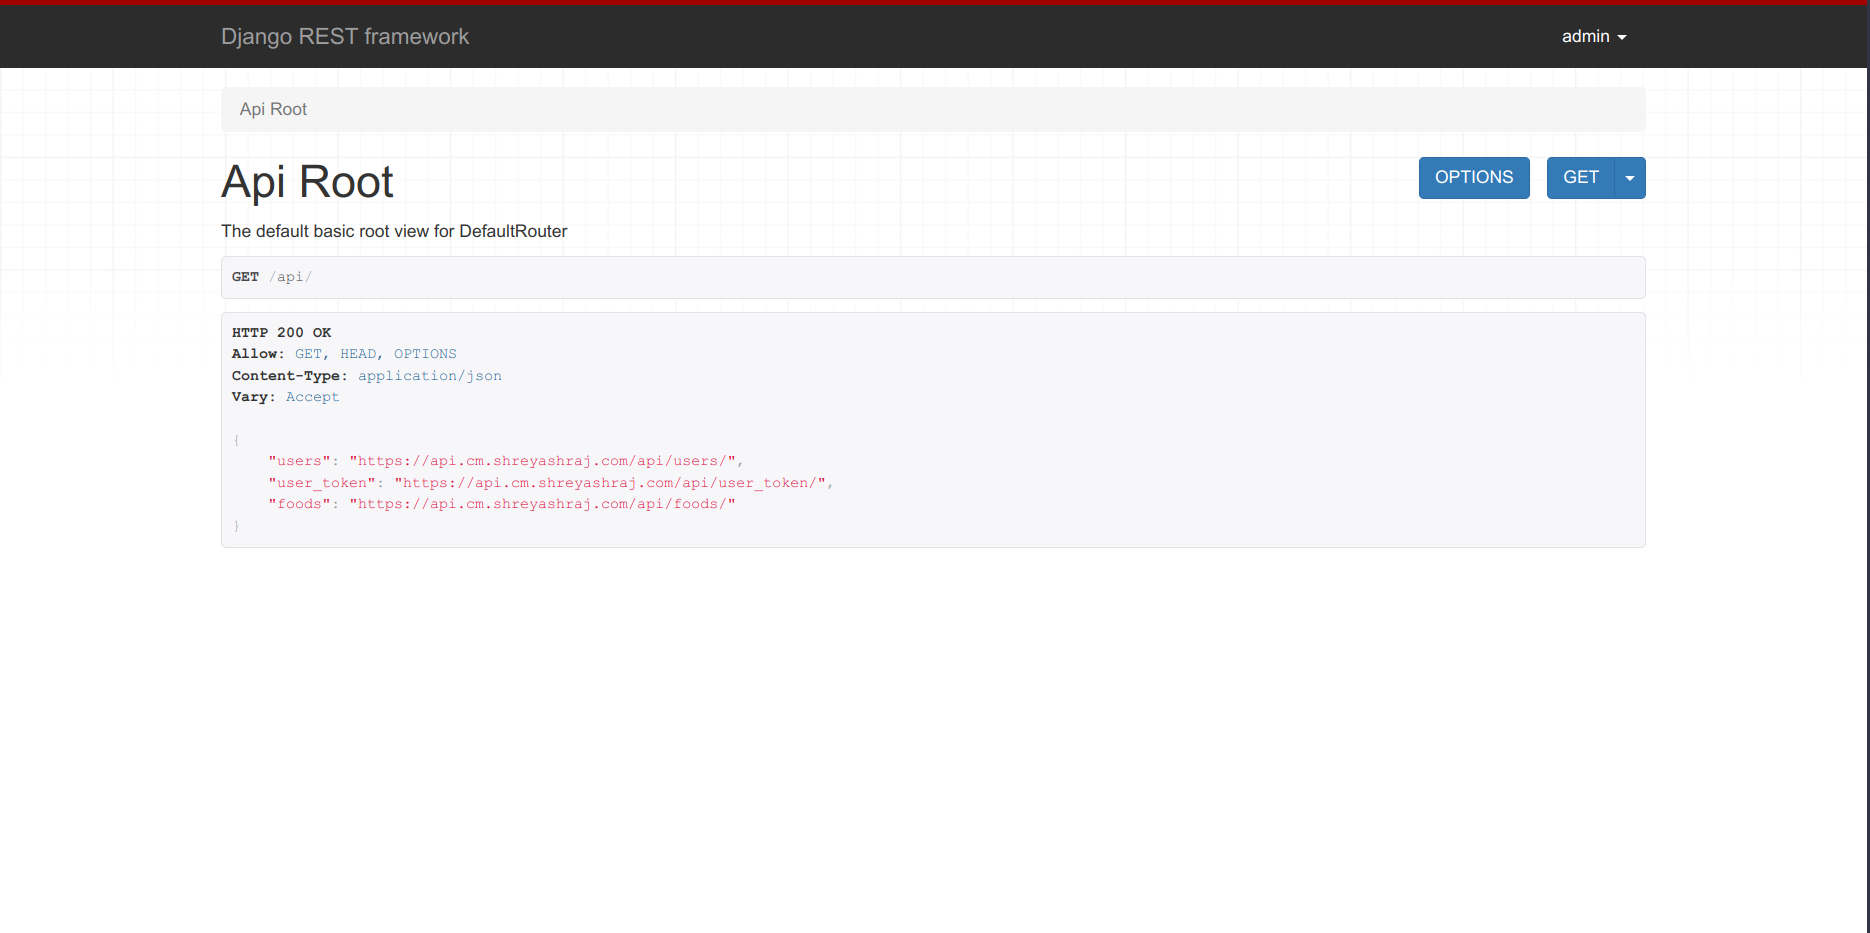 Django REST framework
admin
Api Root
Api Root
OPTIONS
GET
The default basic root view for DefaultRouter
GET /api/
HTTP 200 OK
Allow: GET, HEAD, OPTIONS
Content-Type: application/json
Vary: Accept
{
    "users": "https://api.cm.shreyashraj.com/api/users/",
    "user_token": "https://api.cm.shreyashraj.com/api/user_token/",
    "foods": "https://api.cm.shreyashraj.com/api/foods/"
}